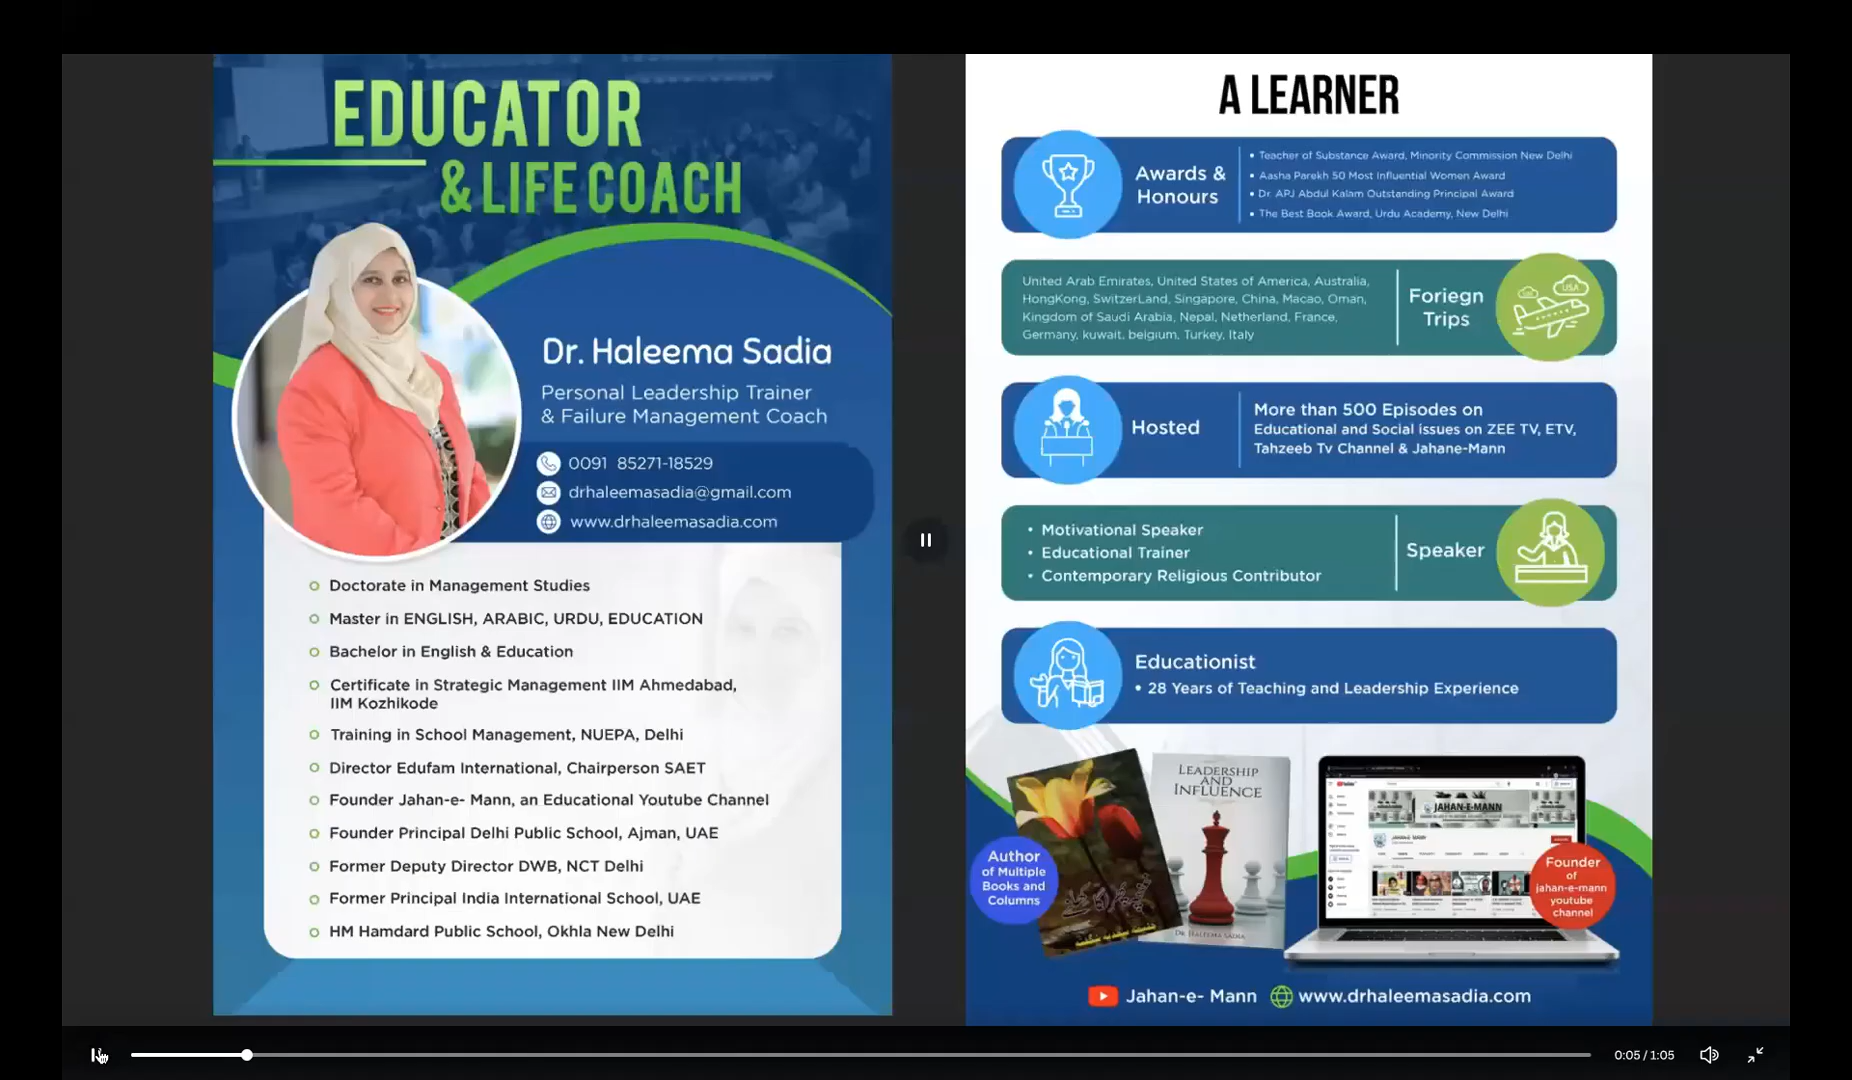 EDUCATOR
& LIFE COACH
Dr. Haleema Sadia
Personal Leadership Trainer
& Failure Management Coach
0091 85271-18529
drhaleemasadia@gmail.com
www.drhaleemasadia.com
Doctorate in Management Studies
Master in ENGLISH, ARABIC, URDU, EDUCATION
Bachelor in English & Education
Certificate in Strategic Management IIM Ahmedabad,
IIM Kozhikode
Training in School Management, NUEPA, Delhi
Director Edufam International, Chairperson SAET
Founder Jahan-e- Mann, an Educational Youtube Channel
Founder Principal Delhi Public School, Ajman, UAE
Former Deputy Director DWB, NCT Delhi
Former Principal India International School, UAE
HM Hamdard Public School, Okhla New Delhi
A LEARNER
Awards &
Honours
• Teacher of Substance Award, Minority Commission New Delhi
• Aasha Parekh 50 Most Influential Women Award
• Dr. APJ Abdul Kalam Outstanding Principal Award
• The Best Book Award, Urdu Academy, New Delhi
United Arab Emirates, United States of America, Australia,
HongKong, SwitzerLand, Singapore, China, Macao, Oman,
Kingdom of Saudi Arabia, Nepal, Netherland, France,
Germany, kuwait, belgium, Turkey, Italy
Foriegn
Trips
USA
Hosted
More than 500 Episodes on
Educational and Social issues on ZEE TV, ETV,
Tahzeeb Tv Channel & Jahane-Mann
• Motivational Speaker
• Educational Trainer
• Contemporary Religious Contributor
Speaker
Educationist
• 28 Years of Teaching and Leadership Experience
LEADERSHIP
AND
INFLUENCE
DR. HALEEMA SADIA
JAHAN-E-MANN
Author
of Multiple
Books and
Columns
Founder
of
jahan-e-mann
youtube
channel
Jahan-e- Mann
www.drhaleemasadia.com
0:05 / 1:05